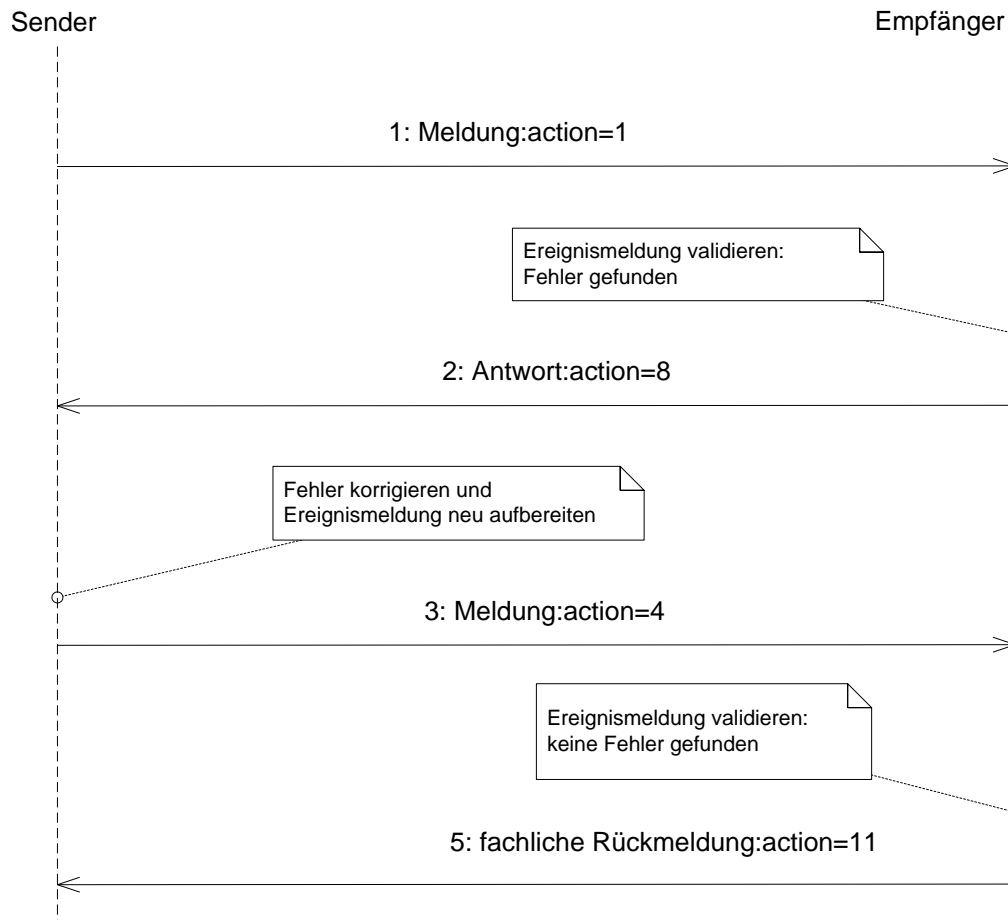 Sender
Empfänger
1: Meldung:action=1
Ereignismeldung validieren:
Fehler gefunden
2: Antwort:action=8
Fehler korrigieren und
Ereignismeldung neu aufbereiten
3: Meldung:action=4
Ereignismeldung validieren:
keine Fehler gefunden
5: fachliche Rückmeldung:action=11